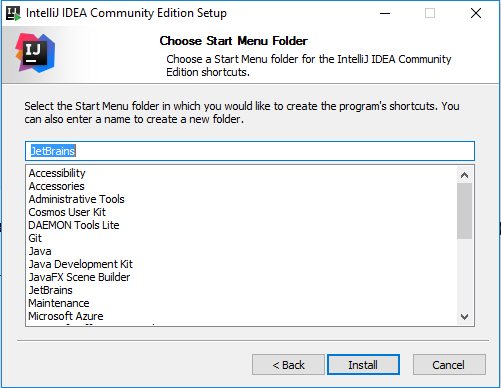 IntelliJ IDEA Community Edition Setup
IJ
Choose Start Menu Folder
Choose a Start Menu folder for the IntelliJ IDEA Community
Edition shortcuts.
Select the Start Menu folder in which you would like to create the program's shortcuts. You
can also enter a name to create a new folder.
JetBrains
Accessibility
Accessories
Administrative Tools
Cosmos User Kit
DAEMON Tools Lite
Git
Java
Java Development Kit
JavaFX Scene Builder
JetBrains
Maintenance
Microsoft Azure
< Back
Install
Cancel